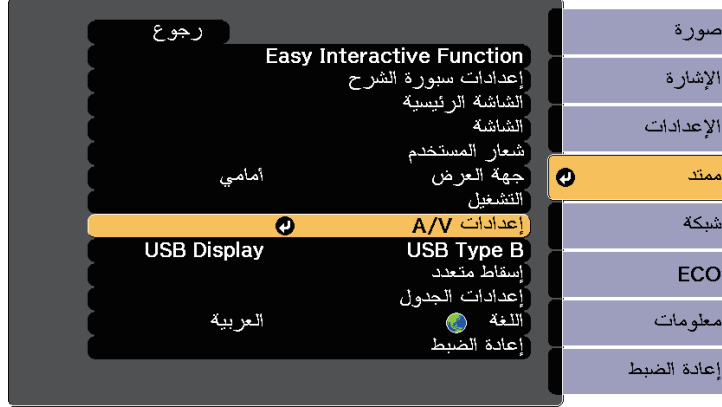 صورة
الإشارة
الإعدادات
ممتد
شبكة
ECO
معلومات
إعادة الضبط
رجوع
Easy Interactive Function
إعدادات سبورة الشرح
الشاشة الرئيسية
الشاشة
شعار المستخدم
جهة العرض أمامي
التشغيل
إعدادات A/V
USB Type B USB Display
إسقاط متعدد
إعدادات الجدول
اللغة العربية
إعادة الضبط